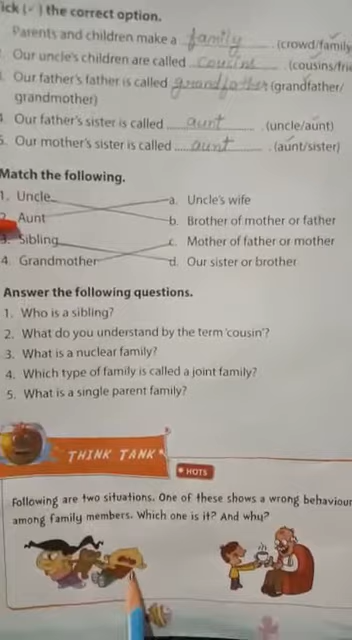 ick ( ) the correct option.
Parents and children make a family (crowd/family
Our uncle's children are called cousins (cousins/frie
Our father's father is called grandfather (grandfather/
grandmother)
Our father's sister is called aunt . (uncle/aunt)
5. Our mother's sister is called aunt . (aunt/sister)
Match the following.
1. Uncle a. Uncle's wife
2. Aunt b. Brother of mother or father
3. Sibling c. Mother of father or mother
4. Grandmother d. Our sister or brother
Answer the following questions.
1. Who is a sibling?
2. What do you understand by the term 'cousin'?
3. What is a nuclear family?
4. Which type of family is called a joint family?
5. What is a single parent family?
THINK TANK
HOTS
Following are two situations. One of these shows a wrong behaviour
among family members. Which one is it? And why?